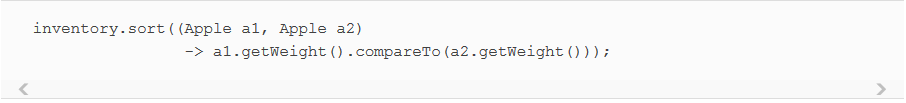 inventory.sort((Apple a1, Apple a2)
-> a1.getWeight().compareTo(a2.getWeight()));